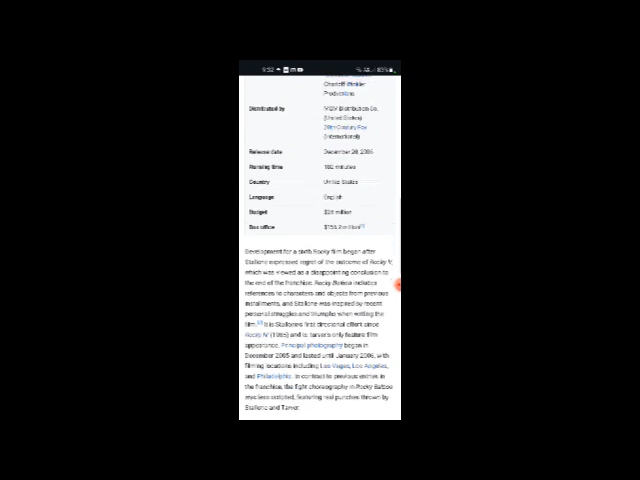 9:52
83%
Chartoff Winkler
Productions
Distributed by
MGM Distribution Co.
(United States)
20th Century Fox
(International)
Release date
December 20, 2006
Running time
102 minutes
Country
United States
Language
English
Budget
$24 million
Box office
million
Development for a sixth Rocky film began after
Stallone expressed regret of the outcome of Rocky V,
which was viewed as a disappointing conclusion to
the end of the franchise. Rocky Balboa includes
references to characters and objects from previous
installments, and Stallone was inspired by recent
personal struggles and triumphs when writing the
film. It is Stallone's first directorial effort since
Rocky IV (1985) and is Tarver's only feature film
appearance. Principal photography began in
December 2005 and lasted until January 2006, with
filming locations including Las Vegas, Los Angeles,
and Philadelphia. In contrast to previous entries in
the franchise, the fight choreography in Rocky Balboa
was less scripted, featuring real punches thrown by
Stallone and Tarver.